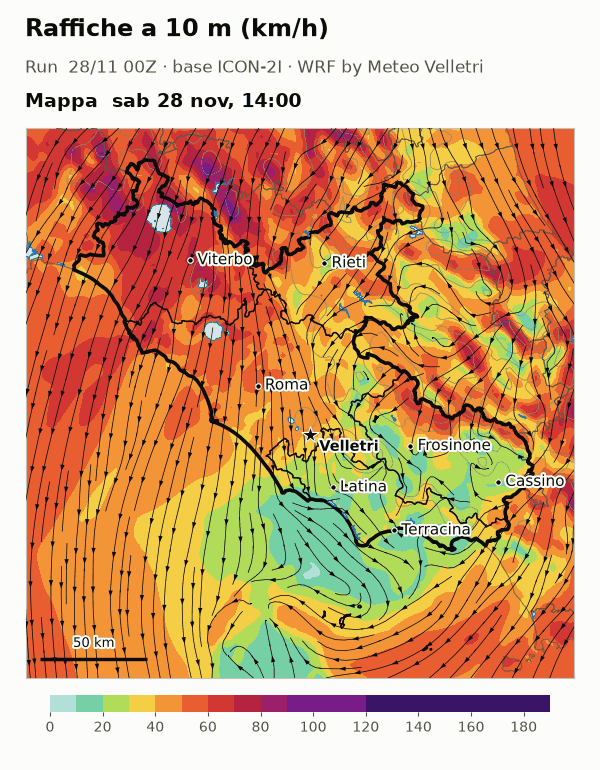 Raffiche a 10 m (km/h)
Run  28/11 00Z · base ICON-2I · WRF by Meteo Velletri
Mappa  sab 28 nov, 14:00
Viterbo
Rieti
Roma
Velletri
Frosinone
Latina
Cassino
Terracina
50 km
0 20 40 60 80 100 120 140 160 180